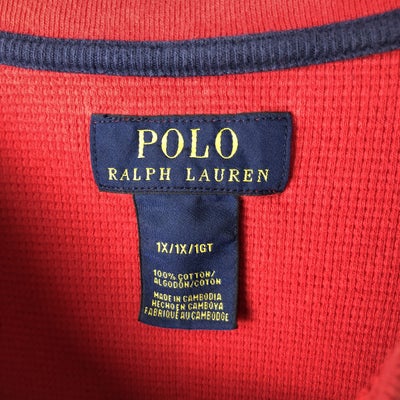 POLO
RALPH LAUREN
1X/1X/1GT
100% COTTON/
ALGODÓN/COTON
MADE IN CAMBODIA
HECHO EN CAMBOYA
FABRIQUÉ AU CAMBODGE